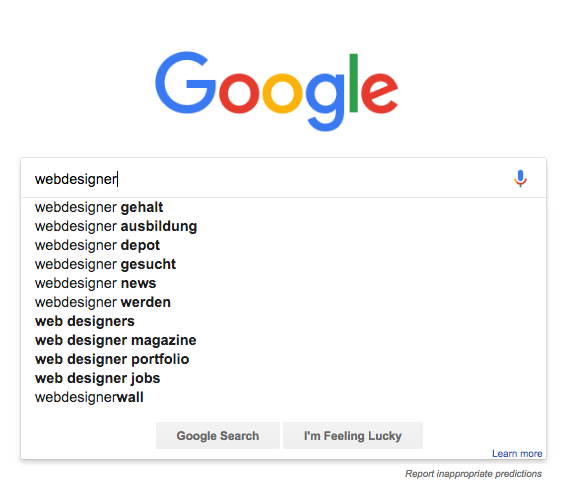 Google
webdesigner
webdesigner gehalt
webdesigner ausbildung
webdesigner depot
webdesigner gesucht
webdesigner news
webdesigner werden
web designers
web designer magazine
web designer portfolio
web designer jobs
webdesignerwall
Google Search I'm Feeling Lucky
Learn more
Report inappropriate predictions